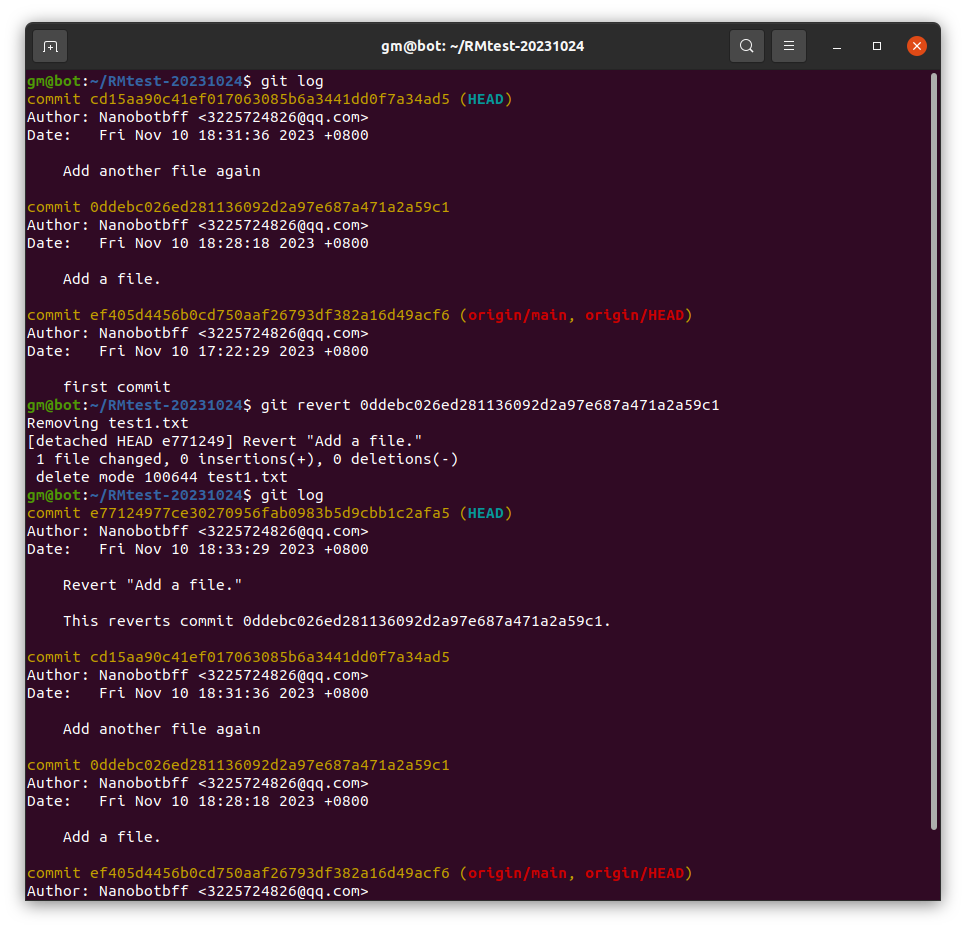 gm@bot: ~/RMtest-20231024
gm@bot:~/RMtest-20231024$ git log
commit cd15aa90c41ef017063085b6a3441dd0f7a34ad5 (HEAD)
Author: Nanobotbff <3225724826@qq.com>
Date:   Fri Nov 10 18:31:36 2023 +0800
    Add another file again
commit 0ddebc026ed281136092d2a97e687a471a2a59c1
Author: Nanobotbff <3225724826@qq.com>
Date:   Fri Nov 10 18:28:18 2023 +0800
    Add a file.
commit ef405d4456b0cd750aaf26793df382a16d49acf6 (origin/main, origin/HEAD)
Author: Nanobotbff <3225724826@qq.com>
Date:   Fri Nov 10 17:22:29 2023 +0800
    first commit
gm@bot:~/RMtest-20231024$ git revert 0ddebc026ed281136092d2a97e687a471a2a59c1
Removing test1.txt
[detached HEAD e771249] Revert "Add a file."
 1 file changed, 0 insertions(+), 0 deletions(-)
 delete mode 100644 test1.txt
gm@bot:~/RMtest-20231024$ git log
commit e77124977ce30270956fab0983b5d9cbb1c2afa5 (HEAD)
Author: Nanobotbff <3225724826@qq.com>
Date:   Fri Nov 10 18:33:29 2023 +0800
    Revert "Add a file."
    This reverts commit 0ddebc026ed281136092d2a97e687a471a2a59c1.
commit cd15aa90c41ef017063085b6a3441dd0f7a34ad5
Author: Nanobotbff <3225724826@qq.com>
Date:   Fri Nov 10 18:31:36 2023 +0800
    Add another file again
commit 0ddebc026ed281136092d2a97e687a471a2a59c1
Author: Nanobotbff <3225724826@qq.com>
Date:   Fri Nov 10 18:28:18 2023 +0800
    Add a file.
commit ef405d4456b0cd750aaf26793df382a16d49acf6 (origin/main, origin/HEAD)
Author: Nanobotbff <3225724826@qq.com>